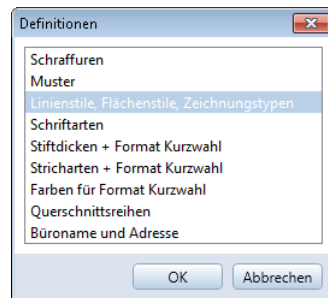 Definitionen
Schraffuren
Muster
Linienstile, Flächenstile, Zeichnungstypen
Schriftarten
Stiftdicken + Format Kurzwahl
Stricharten + Format Kurzwahl
Farben für Format Kurzwahl
Querschnittsreihen
Büroname und Adresse
OK Abbrechen